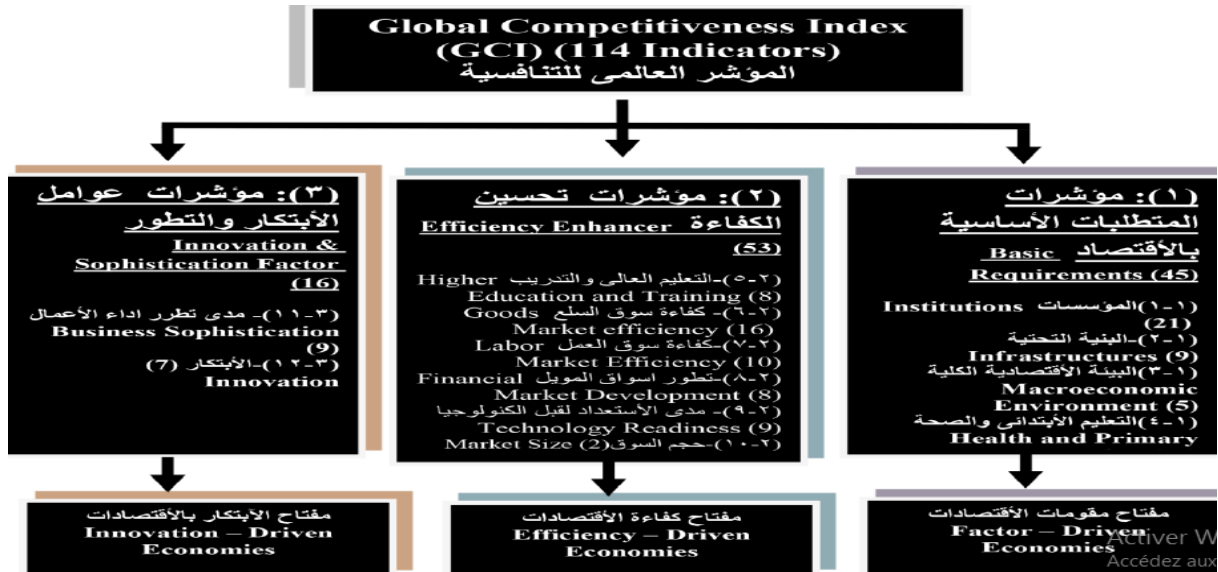 Global Competitiveness Index
(GCI) (114 Indicators)
المؤشر العالمى للتنافسية
(١): مؤشرات
المتطلبات الأساسية
بالأقتصاد Basic
Requirements (45)
(١-١)المؤسسات Institutions
(21)
(١-٢)-البنية التحتية
Infrastructures (9)
(١-٣)البيئة الأقتصادية الكلية
Macroeconomic
Environment (5)
(١-٤)التعليم الأبتدائى والصحة
Health and Primary
(٢): مؤشرات تحسين
الكفاءة Efficiency Enhancer
(53)
(٢-٥)-التعليم العالى والتدريب Higher
Education and Training (8)
(٢-٦)- كفاءة سوق السلع Goods
Market efficiency (16)
(٢-٧)-كفاءة سوق العمل Labor
Market Efficiency (10)
(٢-٨)-تطور اسواق المويل Financial
Market Development (8)
(٢-٩)- مدى الأستعداد لقبل الكنولوجيا
Technology Readiness (9)
(٢-١٠)-حجم السوق(2) Market Size
(٣): مؤشرات عوامل
الأبتكار والتطور
Innovation &
Sophistication Factor
(16)
(٣-١١)- مدى تطرر اداء الأعمال
Business Sophistication
(9)
(٣-١٢)-الأبتكار (7)
Innovation
مفتاح مقومات الأقتصادات
Factor – Driven
Economies
مفتاح كفاءة الأقتصادات
Efficiency – Driven
Economies
مفتاح الأبتكار بالأقتصادات
Innovation – Driven
Economies
Activer W
Accédez aux